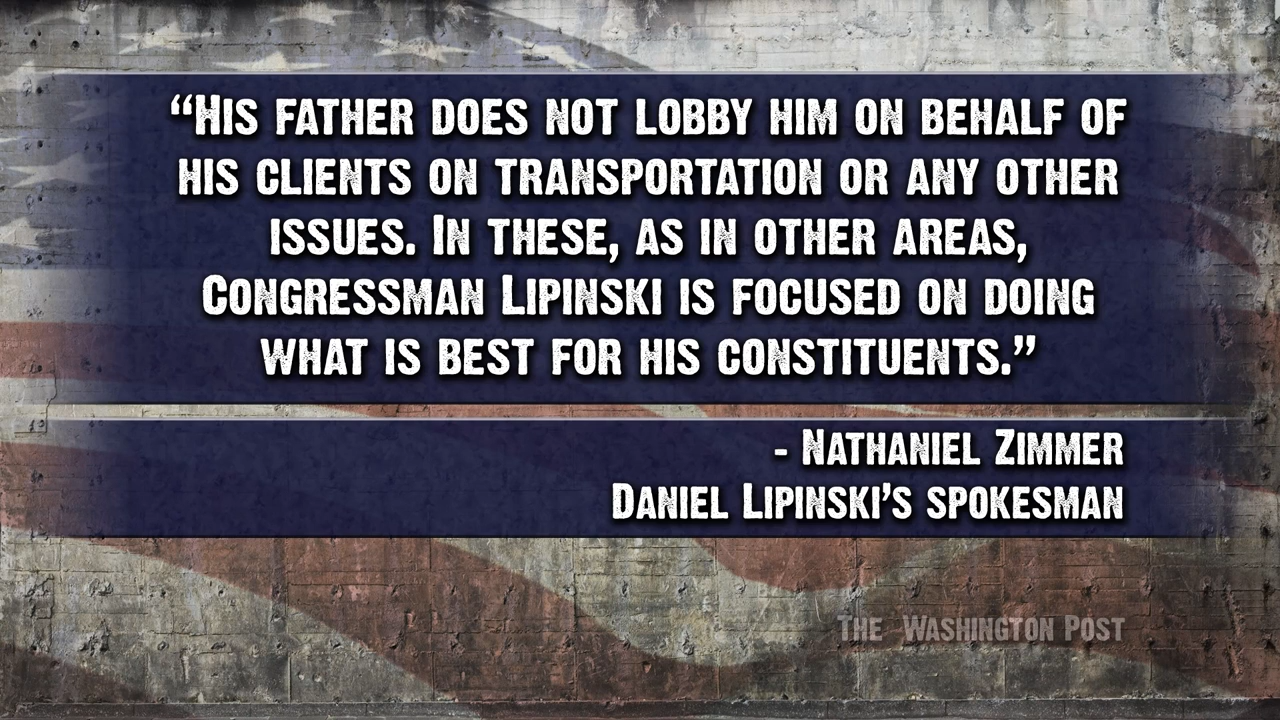 “His father does not lobby him on behalf of
his clients on transportation or any other
issues. In these, as in other areas,
Congressman Lipinski is focused on doing
what is best for his constituents.”
- Nathaniel Zimmer
Daniel Lipinski’s spokesman
The Washington Post